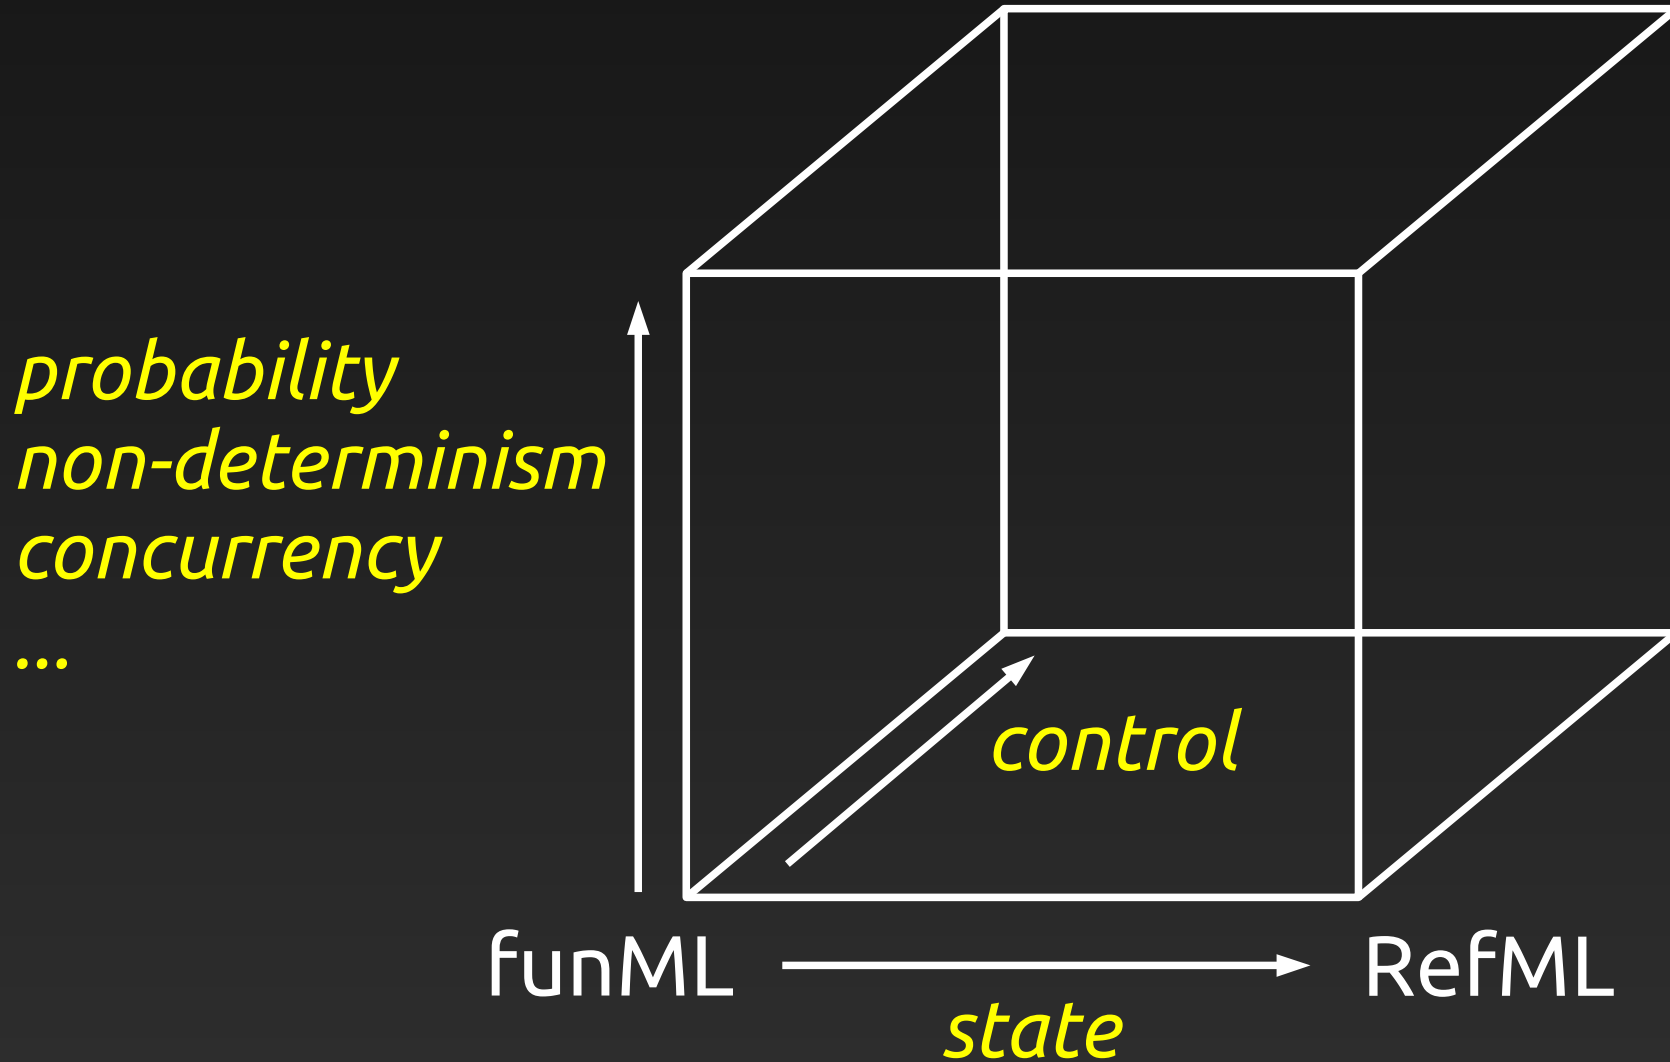 probability
non-determinism
concurrency
...
control
funML
RefML
state